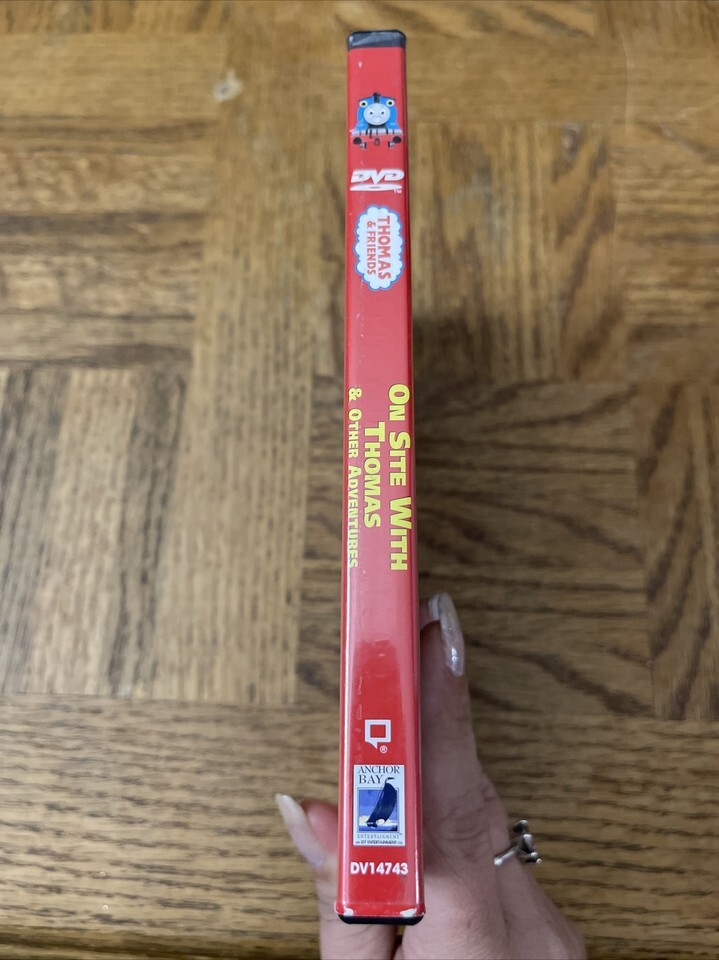 DVD
THOMAS
& FRIENDS
ON SITE WITH
THOMAS
& OTHER ADVENTURES
®
ANCHOR
BAY
ENTERTAINMENT
DV14743